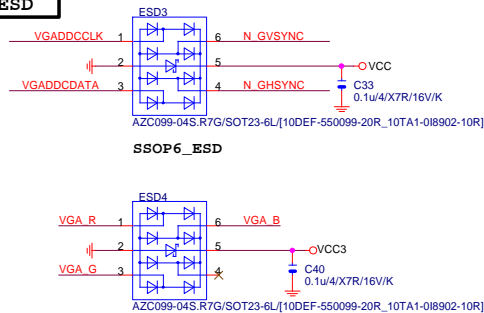 ESD
ESD3
VGADDCCLK 1 6 N_GVSYNC
2 5 VCC
VGADDCDATA 3 4 N_GHSYNC
C33
0.1u/4/X7R/16V/K
AZC099-04S.R7G/SOT23-6L/[10DEF-550099-20R_10TA1-0I8902-10R]
SSOP6_ESD
ESD4
VGA_R 1 6 VGA_B
2 5 VCC3
VGA_G 3 4
C40
0.1u/4/X7R/16V/K
AZC099-04S.R7G/SOT23-6L/[10DEF-550099-20R_10TA1-0I8902-10R]